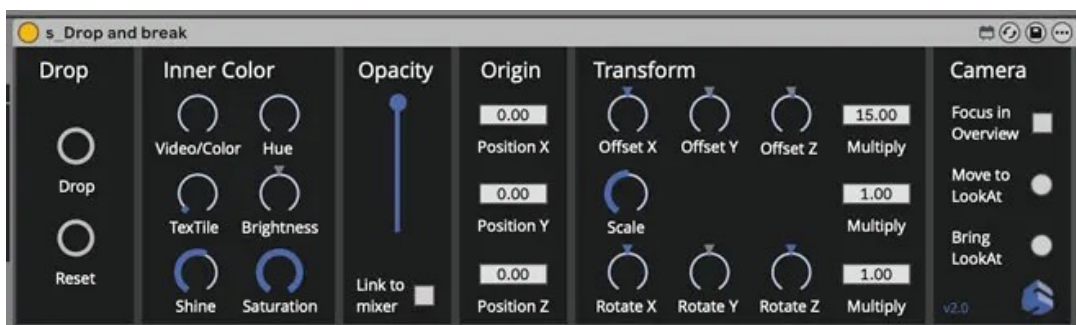 s_Drop and break
Drop
Drop
Reset
Inner Color
Video/Color Hue
TexTile Brightness
Shine Saturation
Opacity
Link to
mixer
Origin
0.00
Position X
0.00
Position Y
0.00
Position Z
Transform
15.00
Offset X Offset Y Offset Z Multiply
1.00
Scale Multiply
1.00
Rotate X Rotate Y Rotate Z Multiply
Camera
Focus in
Overview
Move to
LookAt
Bring
LookAt
v2.0